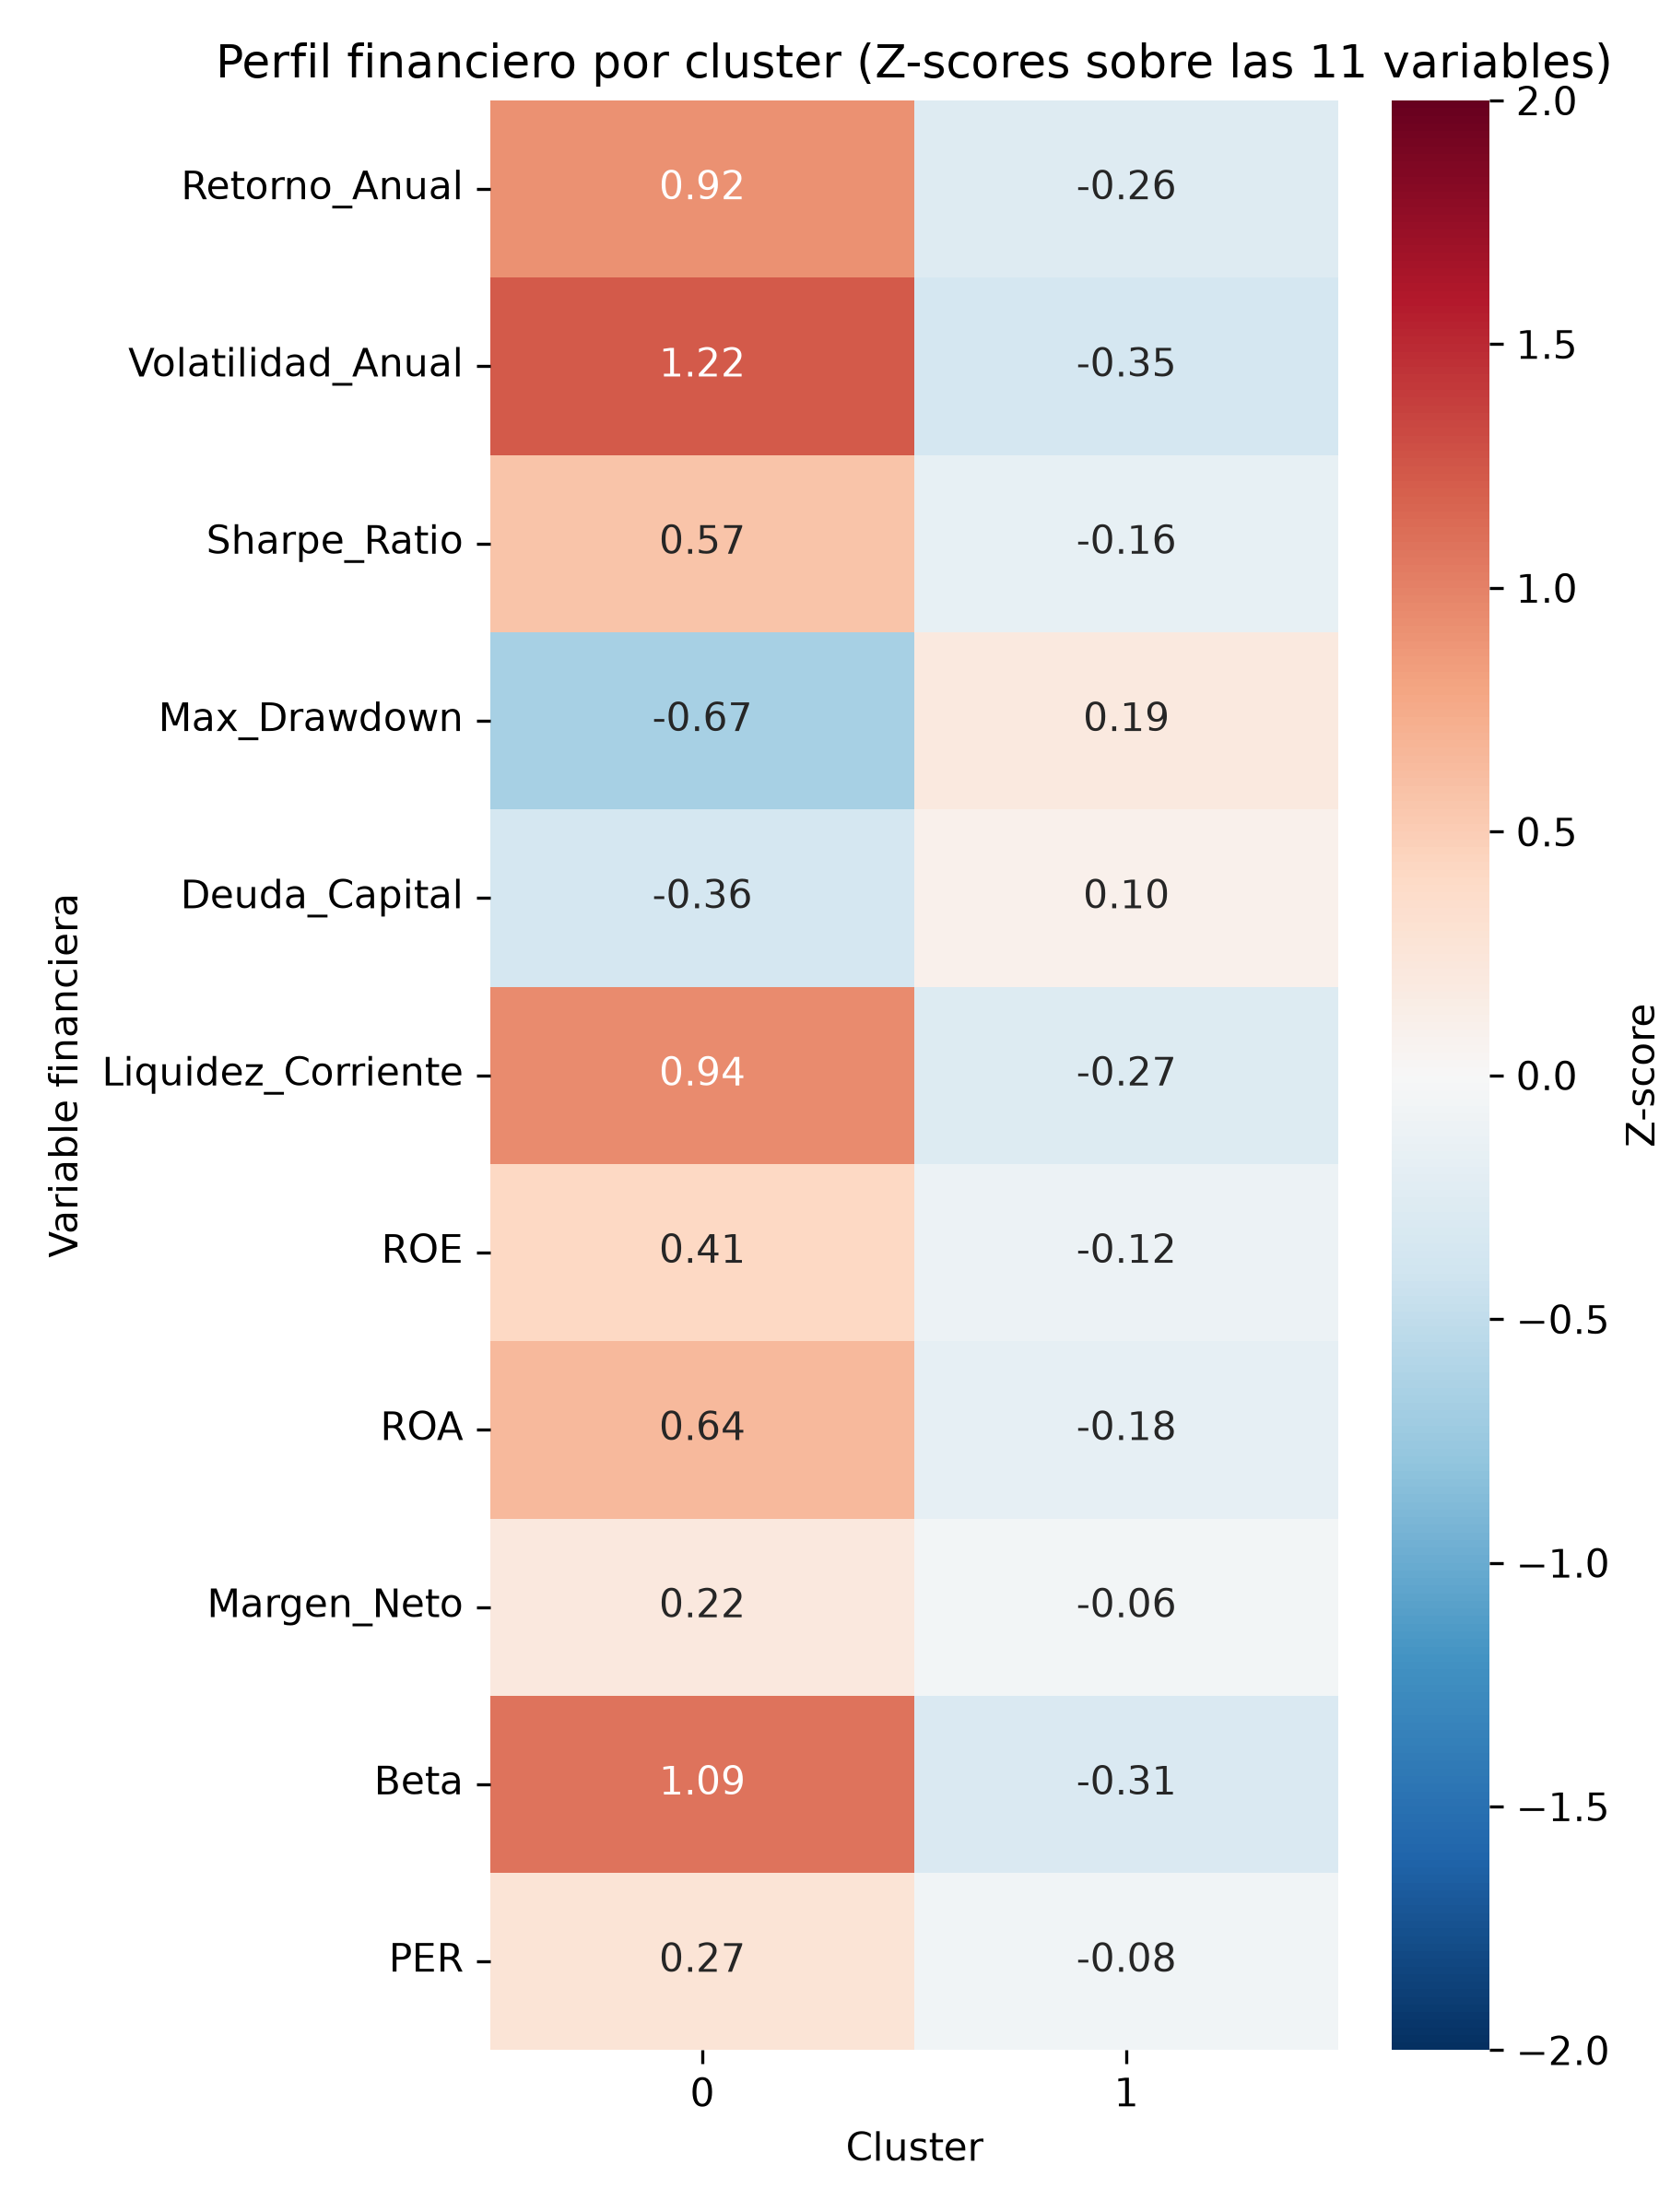 Perfil financiero por cluster (Z-scores sobre las 11 variables)
Variable financiera
Retorno_Anual 0.92 -0.26
Volatilidad_Anual 1.22 -0.35
Sharpe_Ratio 0.57 -0.16
Max_Drawdown -0.67 0.19
Deuda_Capital -0.36 0.10
Liquidez_Corriente 0.94 -0.27
ROE 0.41 -0.12
ROA 0.64 -0.18
Margen_Neto 0.22 -0.06
Beta 1.09 -0.31
PER 0.27 -0.08
0 1
Cluster
2.0
1.5
1.0
0.5
0.0
−0.5
−1.0
−1.5
−2.0
Z-score